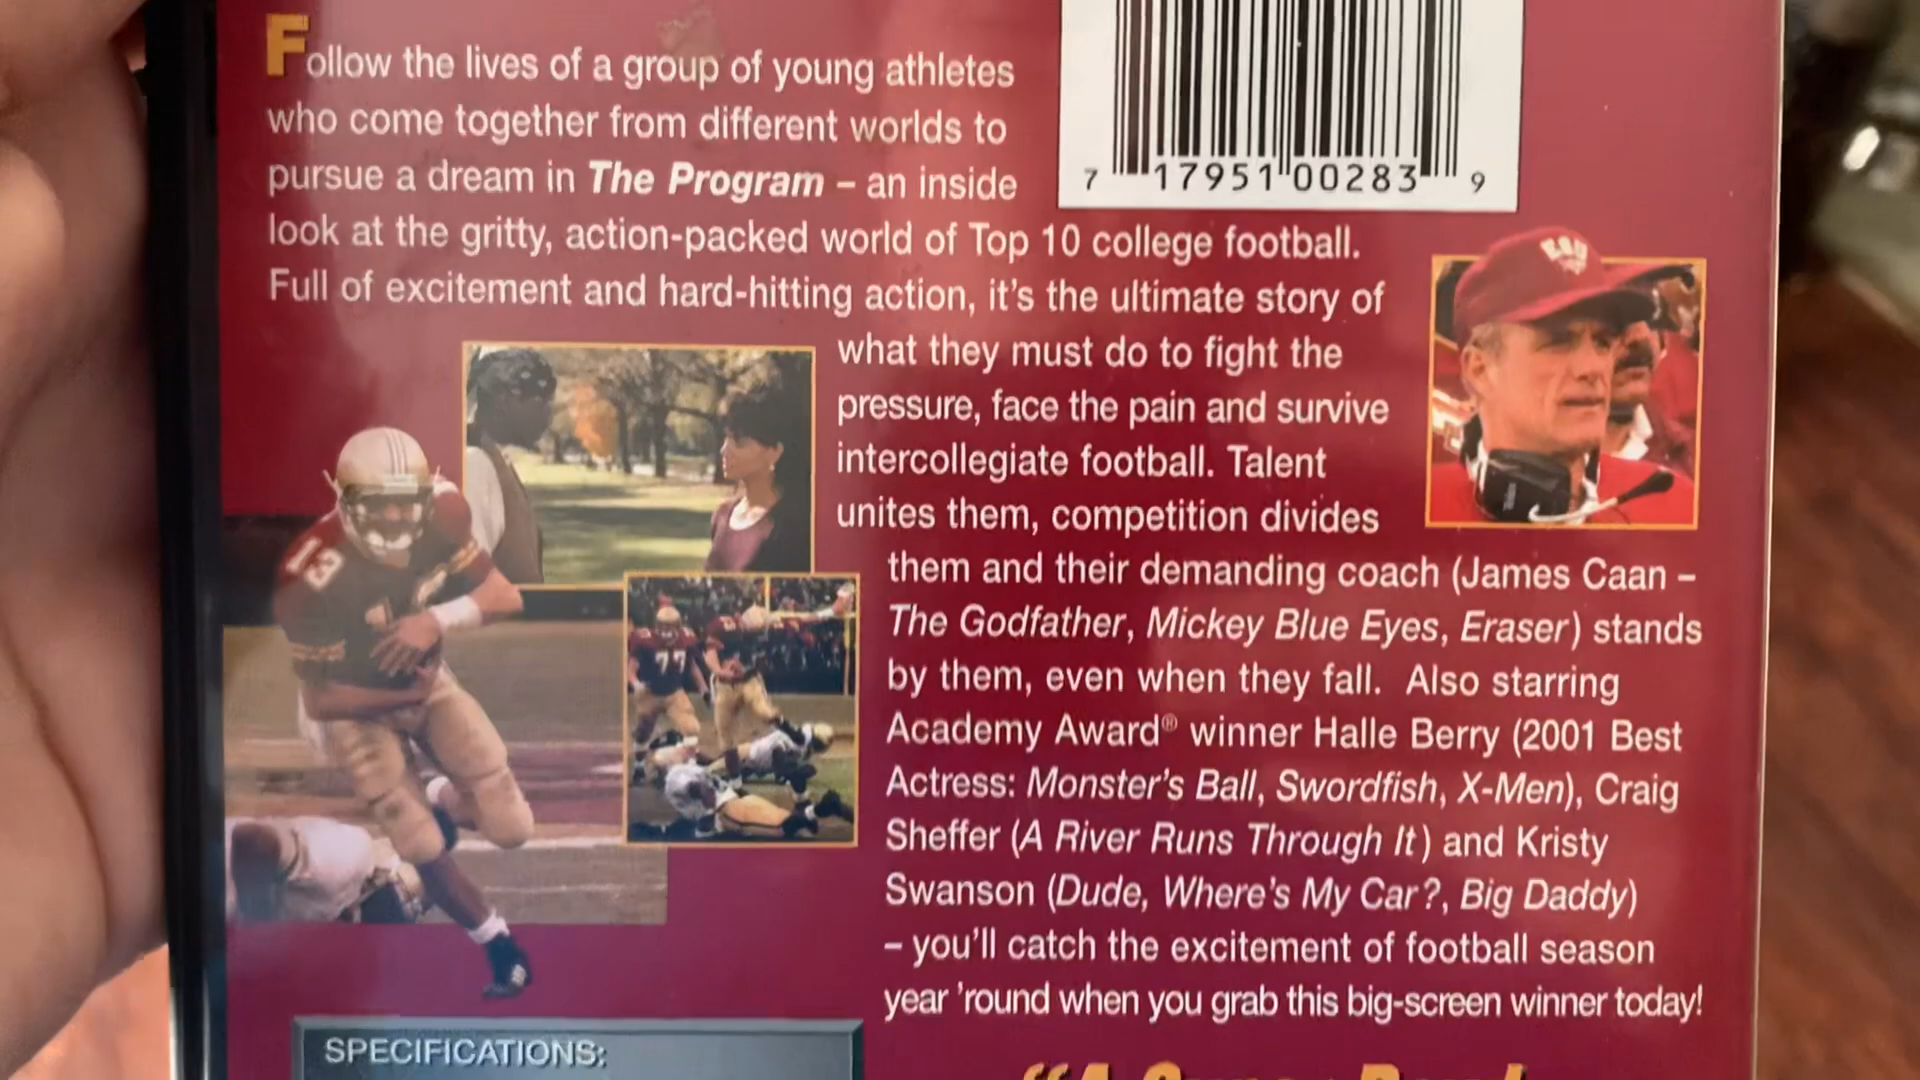 Follow the lives of a group of young athletes
who come together from different worlds to
pursue a dream in The Program – an inside
look at the gritty, action-packed world of Top 10 college football.
Full of excitement and hard-hitting action, it's the ultimate story of
what they must do to fight the
pressure, face the pain and survive
intercollegiate football. Talent
unites them, competition divides
them and their demanding coach (James Caan –
The Godfather, Mickey Blue Eyes, Eraser) stands
by them, even when they fall. Also starring
Academy Award® winner Halle Berry (2001 Best
Actress: Monster's Ball, Swordfish, X-Men), Craig
Sheffer (A River Runs Through It) and Kristy
Swanson (Dude, Where's My Car?, Big Daddy)
– you'll catch the excitement of football season
year 'round when you grab this big-screen winner today!
7 17951 00283 9
13
77
SPECIFICATIONS: